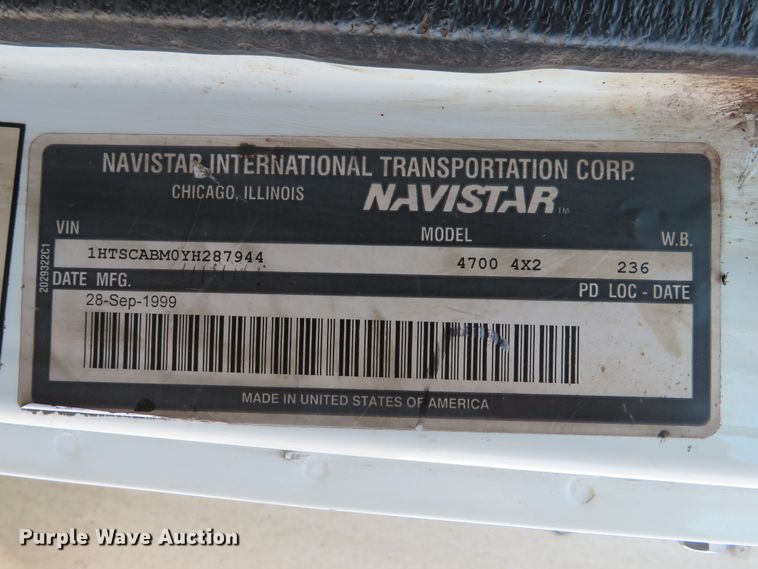 NAVISTAR INTERNATIONAL TRANSPORTATION CORP.
CHICAGO, ILLINOIS NAVISTAR™
VIN MODEL W.B.
1HTSCABM0YH287944 4700 4X2 236
DATE MFG. PD LOC - DATE
28-Sep-1999
MADE IN UNITED STATES OF AMERICA
2029322C1
Purple Wave Auction